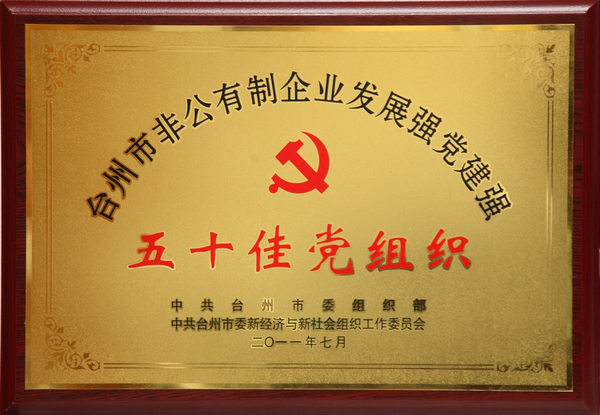 台州市非公有制企业发展强党建强
五十佳党组织
中共台州市委组织部
中共台州市委新经济与新社会组织工作委员会
二〇一一年七月